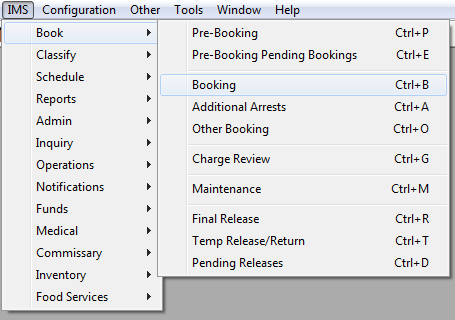 IMS Configuration Other Tools Window Help
Book
Classify
Schedule
Reports
Admin
Inquiry
Operations
Notifications
Funds
Medical
Commissary
Inventory
Food Services
Pre-Booking Ctrl+P
Pre-Booking Pending Bookings Ctrl+E
Booking Ctrl+B
Additional Arrests Ctrl+A
Other Booking Ctrl+O
Charge Review Ctrl+G
Maintenance Ctrl+M
Final Release Ctrl+R
Temp Release/Return Ctrl+T
Pending Releases Ctrl+D